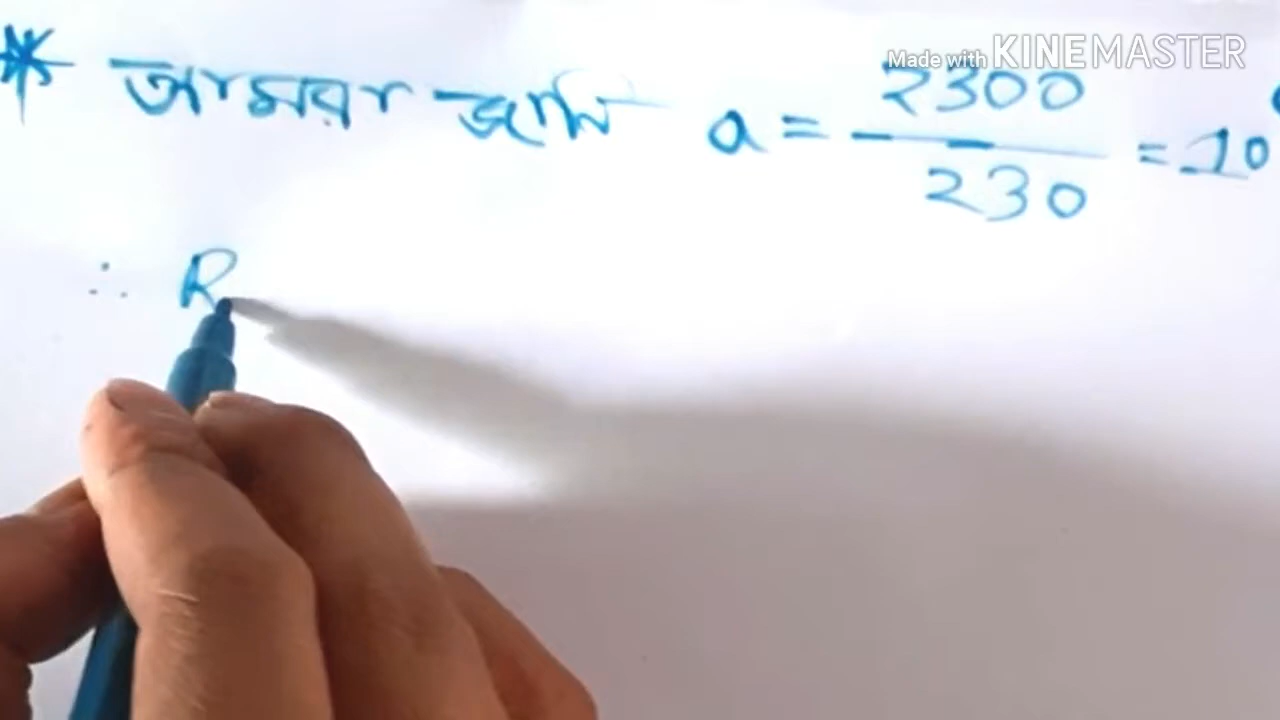 Made with KINEMASTER
* আমরা জানি a = 2300 / 230 = 10
∴ R